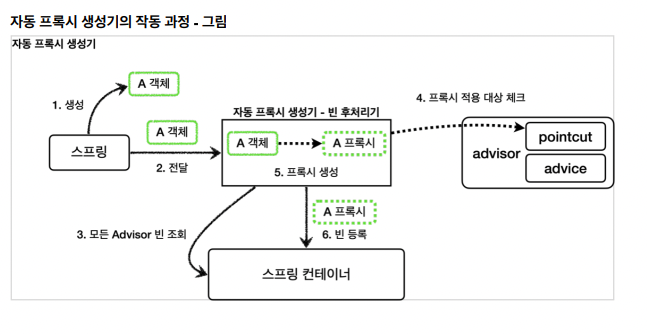 자동 프록시 생성기의 작동 과정 - 그림
자동 프록시 생성기
A 객체
1. 생성
스프링
A 객체
2. 전달
자동 프록시 생성기 - 빈 후처리기
A 객체
A 프록시
5. 프록시 생성
4. 프록시 적용 대상 체크
advisor
pointcut
advice
3. 모든 Advisor 빈 조회
A 프록시
6. 빈 등록
스프링 컨테이너